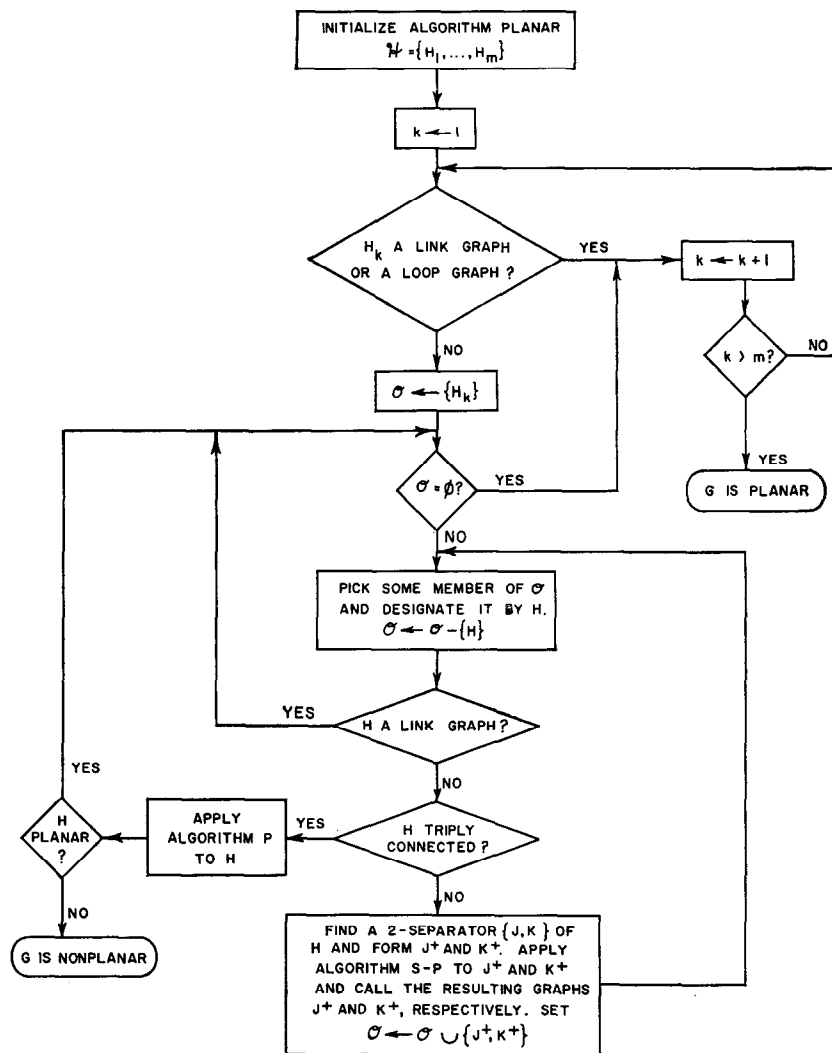 INITIALIZE ALGORITHM PLANAR
ℋ = {H₁, ..., Hₘ}
k ← 1
Hₖ A LINK GRAPH
OR A LOOP GRAPH ?
YES
k ← k + 1
NO
k > m?
NO
𝒪 ← {Hₖ}
YES
G IS PLANAR
𝒪 = ∅?
YES
NO
PICK SOME MEMBER OF 𝒪
AND DESIGNATE IT BY H.
𝒪 ← 𝒪 − {H}
YES
H A LINK GRAPH ?
NO
YES
H
PLANAR
?
APPLY
ALGORITHM P
TO H
YES
H TRIPLY
CONNECTED ?
NO
NO
G IS NONPLANAR
FIND A 2-SEPARATOR {J, K} OF
H AND FORM J⁺ AND K⁺. APPLY
ALGORITHM S-P TO J⁺ AND K⁺
AND CALL THE RESULTING GRAPHS
J⁺ AND K⁺, RESPECTIVELY. SET
𝒪 ← 𝒪 ∪ {J⁺, K⁺}